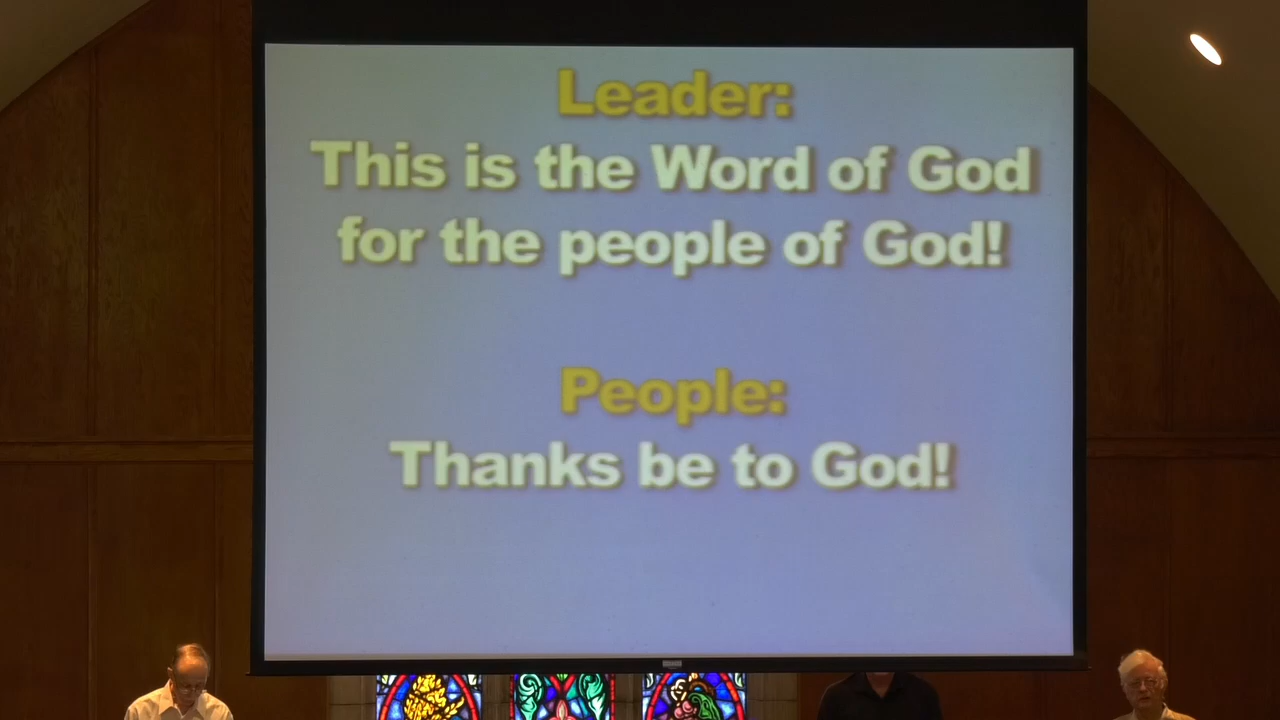 Leader:
This is the Word of God
for the people of God!
People:
Thanks be to God!